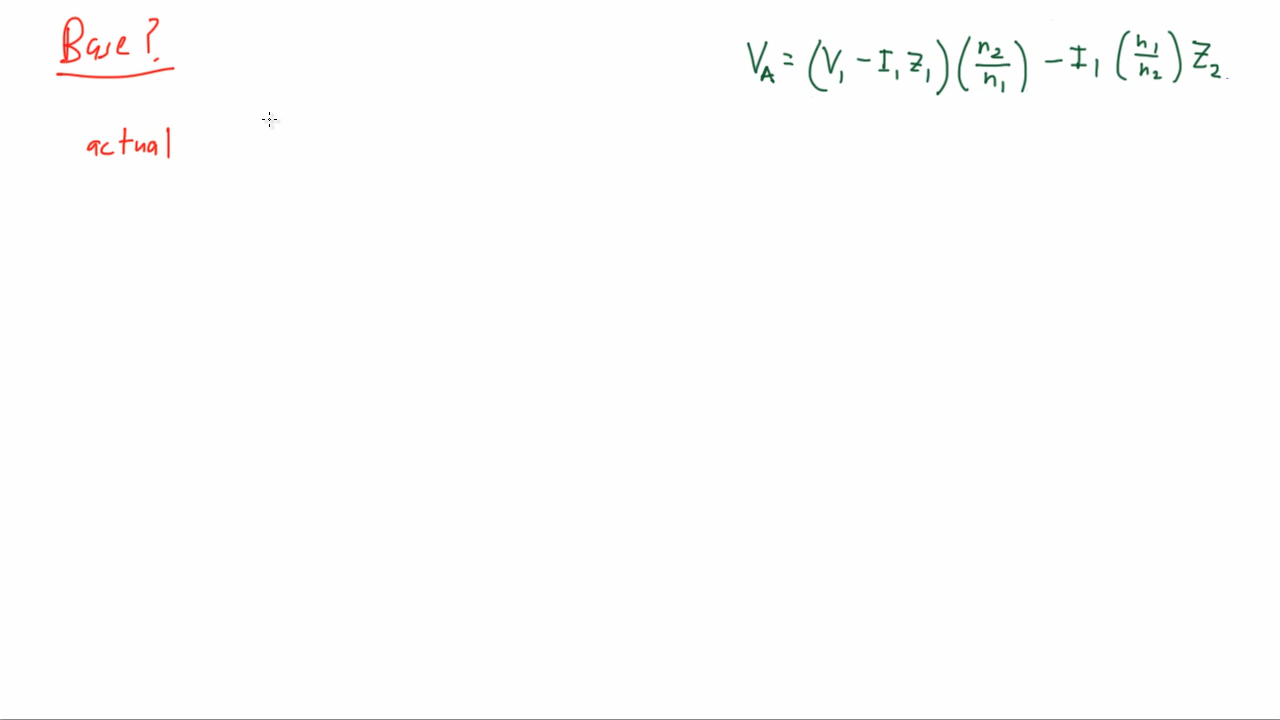 Base?
V_A = (V_1 - I_1 Z_1) (n_2/n_1) - I_1 (n_1/n_2) Z_2
actual